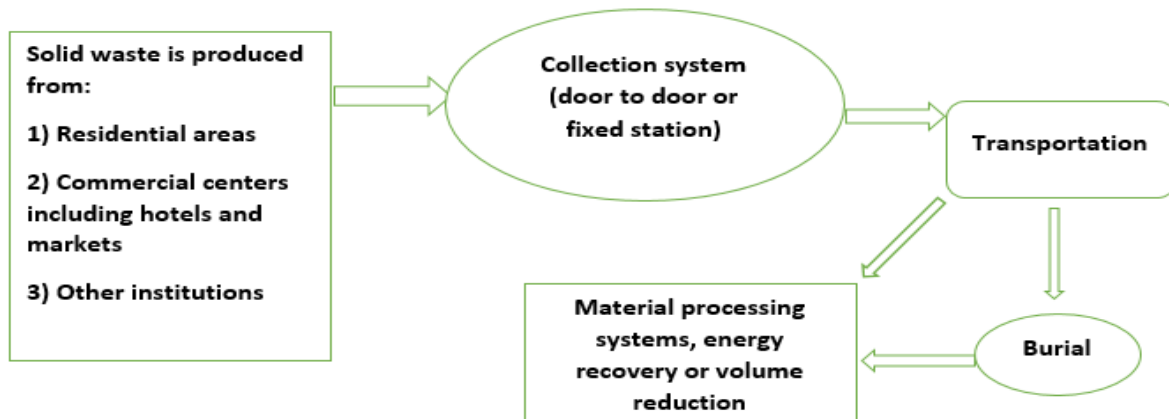 Solid waste is produced
from:
1) Residential areas
2) Commercial centers
including hotels and
markets
3) Other institutions
Collection system
(door to door or
fixed station)
Transportation
Material processing
systems, energy
recovery or volume
reduction
Burial